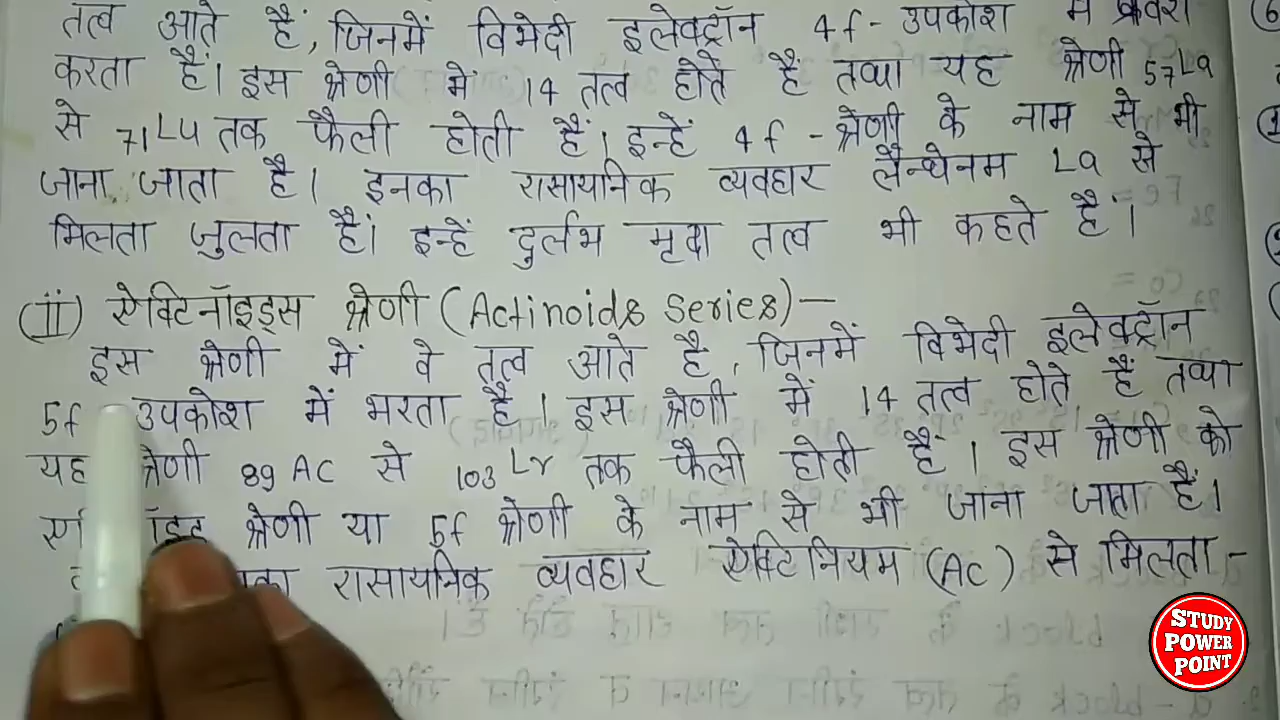 तत्व आते हैं, जिनमें विभेदी इलेक्ट्रॉन 4f - उपकोश में प्रवेश
करता हैं। इस श्रेणी में 14 तत्व होते हैं तथा यह श्रेणी 57La
से 71Lu तक फैली होती हैं। इन्हें 4f - श्रेणी के नाम से भी
जाना जाता है। इनका रासायनिक व्यवहार लैन्थेनम La से
मिलता जुलता हैं। इन्हें दुर्लभ मृदा तत्व भी कहते हैं।
(ii) ऐक्टिनॉइड्स श्रेणी (Actinoids Series)-
इस श्रेणी में वे तत्व आते है, जिनमें विभेदी इलेक्ट्रॉन
5f उपकोश में भरता है। इस श्रेणी में 14 तत्व होते हैं तथा
यह श्रेणी 89 AC से 103 Lr तक फैली होती हैं। इस श्रेणी को
श्रेणी या 5f श्रेणी के नाम से भी जाना जाता हैं।
रासायनिक व्यवहार ऐक्टिनियम (AC) से मिलता-
STUDY
POWER
POINT